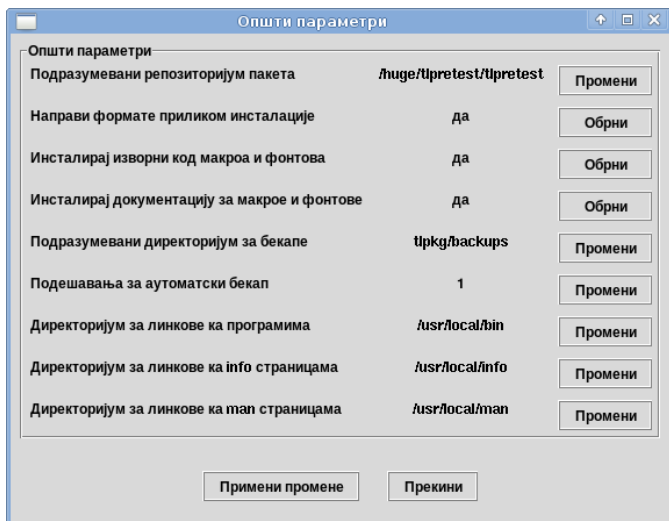 Општи параметри
Општи параметри
Подразумевани репозиторијум пакета /huge/tlpretest/tlpretest Промени
Направи формате приликом инсталације да Обрни
Инсталирај изворни код макроа и фонтова да Обрни
Инсталирај документацију за макрое и фонтове да Обрни
Подразумевани директоријум за бекапе tlpkg/backups Промени
Подешавања за аутоматски бекап 1 Промени
Директоријум за линкове ка програмима /usr/local/bin Промени
Директоријум за линкове ка info страницама /usr/local/info Промени
Директоријум за линкове ка man страницама /usr/local/man Промени
Примени промене Прекини